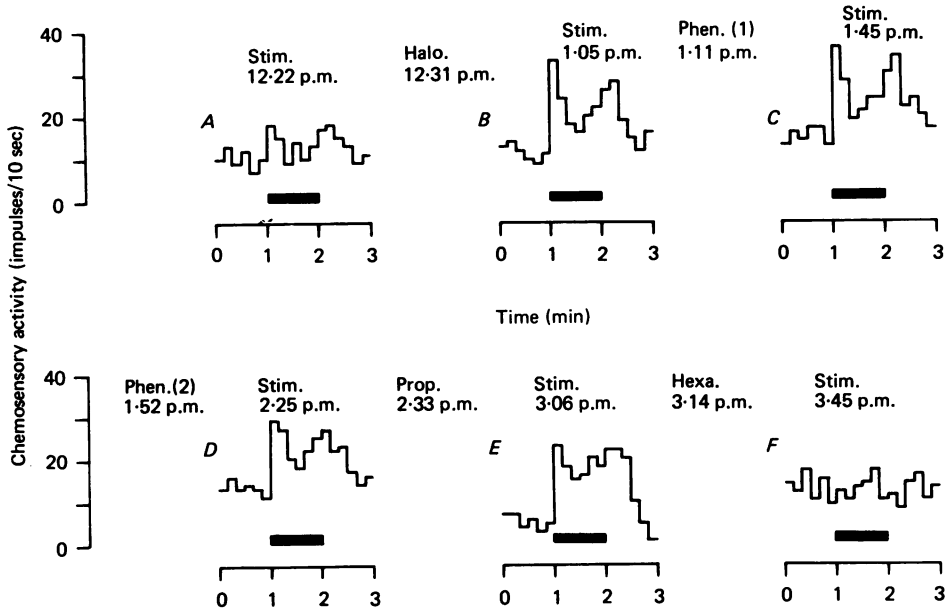 Chemosensory activity (impulses/10 sec)
40
20
0
A
Stim.
12·22 p.m.
0 1 2 3
Halo.
12·31 p.m.
B
Stim.
1·05 p.m.
0 1 2 3
Phen. (1)
1·11 p.m.
C
Stim.
1·45 p.m.
0 1 2 3
Time (min)
40
20
0
Phen.(2)
1·52 p.m.
D
Stim.
2·25 p.m.
0 1 2 3
Prop.
2·33 p.m.
E
Stim.
3·06 p.m.
0 1 2 3
Hexa.
3·14 p.m.
F
Stim.
3·45 p.m.
0 1 2 3